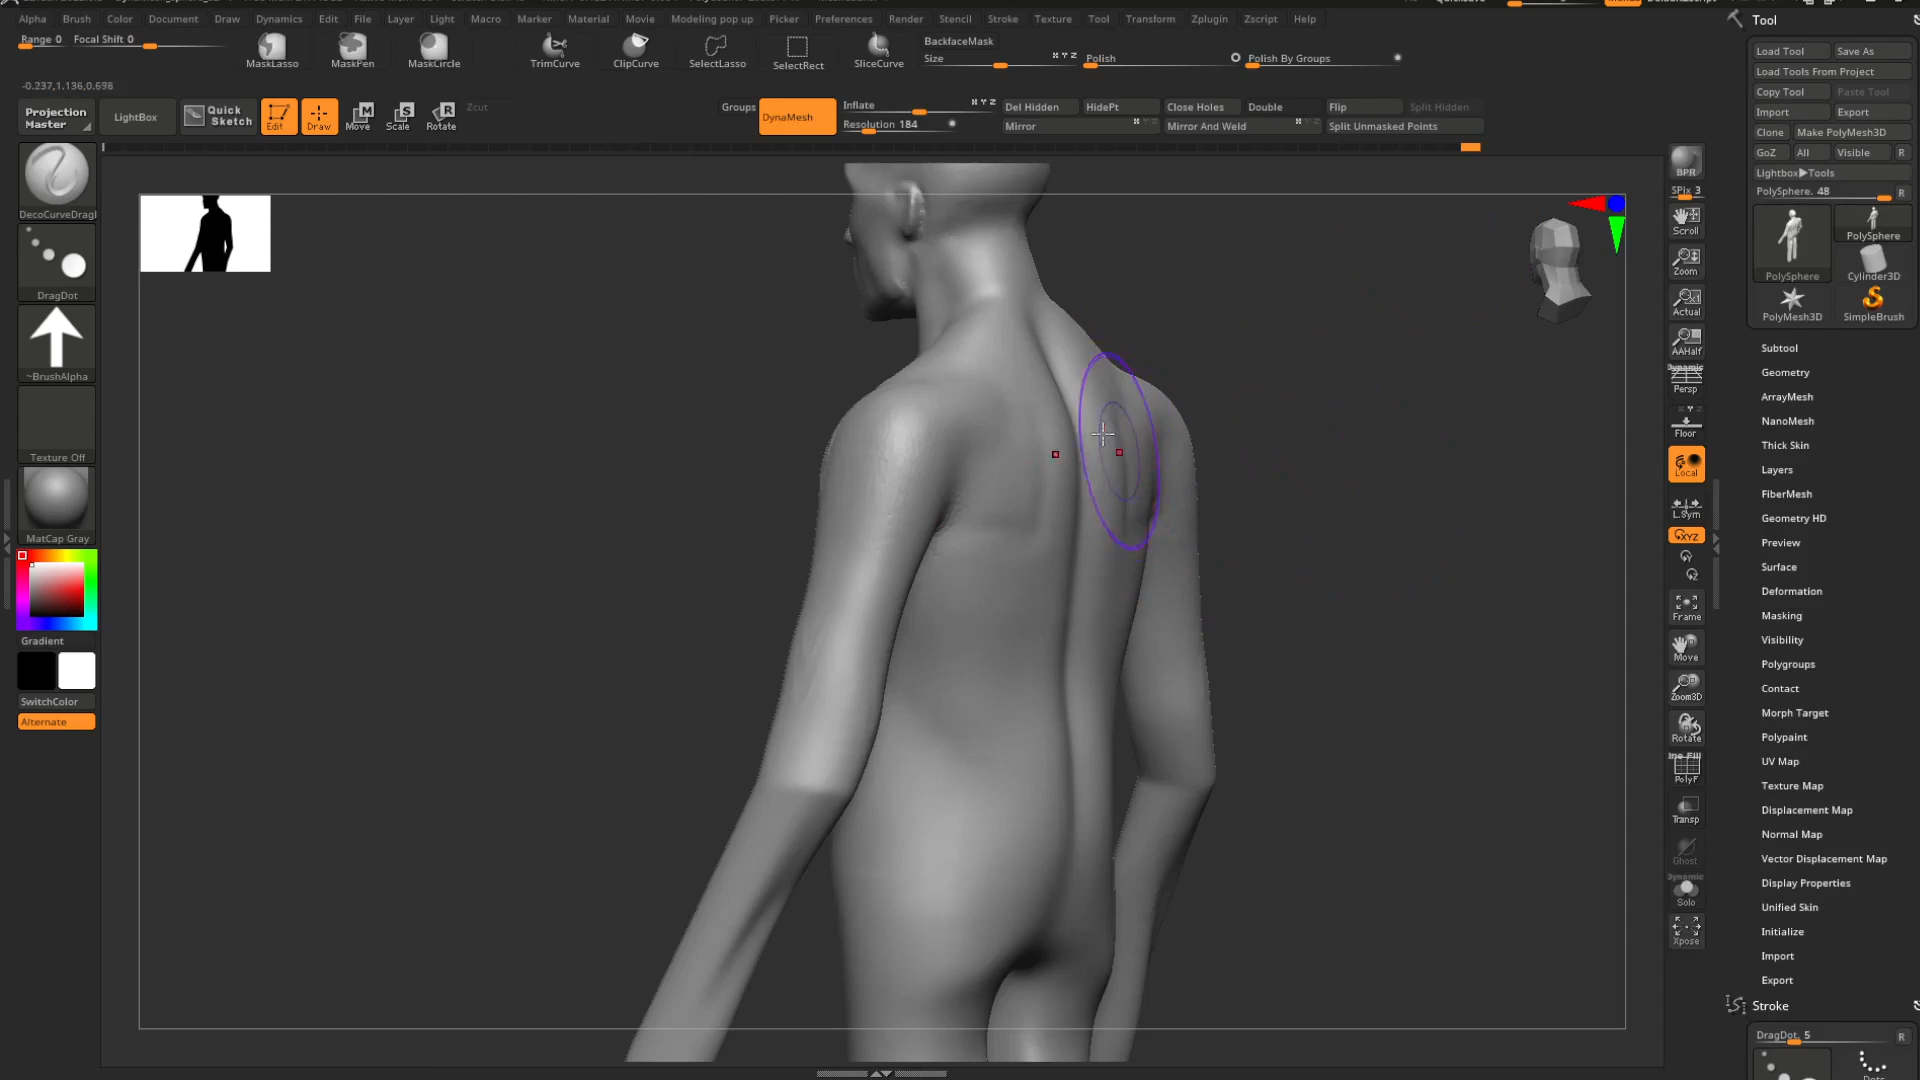 Alpha Brush Color Document Draw Dynamics Edit File Layer Light Macro Marker Material Movie Modeling pop up Picker Preferences Render Stencil Stroke Texture Tool Transform Zplugin Zscript Help
Range 0 Focal Shift 0
MaskLasso MaskPen MaskCircle TrimCurve ClipCurve SelectLasso SelectRect SliceCurve
BackfaceMask
Size Polish Polish By Groups
-0.237,1.136,0.698
Projection
Master
LightBox
Quick
Sketch
Edit Draw Move Scale Rotate
Zcut
Groups DynaMesh
Inflate
Resolution 184
Del Hidden HidePt Close Holes Double Flip Split Hidden
Mirror Mirror And Weld Split Unmasked Points
DecoCurveDragI
DragDot
~BrushAlpha
Texture Off
MatCap Gray
Gradient
SwitchColor
Alternate
BPR
SPix 3
Scroll
Zoom
Actual
AAHalf
Dynamic
Persp
Floor
Local
L.Sym
XYZ
Frame
Move
Zoom3D
Rotate
Line Fill
PolyF
Transp
Ghost
Dynamic
Solo
Xpose
Tool
Load Tool Save As
Load Tools From Project
Copy Tool Paste Tool
Import Export
Clone Make PolyMesh3D
GoZ All Visible R
Lightbox▶Tools
PolySphere. 48 R
PolySphere PolySphere
Cylinder3D
PolyMesh3D SimpleBrush
Subtool
Geometry
ArrayMesh
NanoMesh
Thick Skin
Layers
FiberMesh
Geometry HD
Preview
Surface
Deformation
Masking
Visibility
Polygroups
Contact
Morph Target
Polypaint
UV Map
Texture Map
Displacement Map
Normal Map
Vector Displacement Map
Display Properties
Unified Skin
Initialize
Import
Export
Stroke
DragDot. 5 R